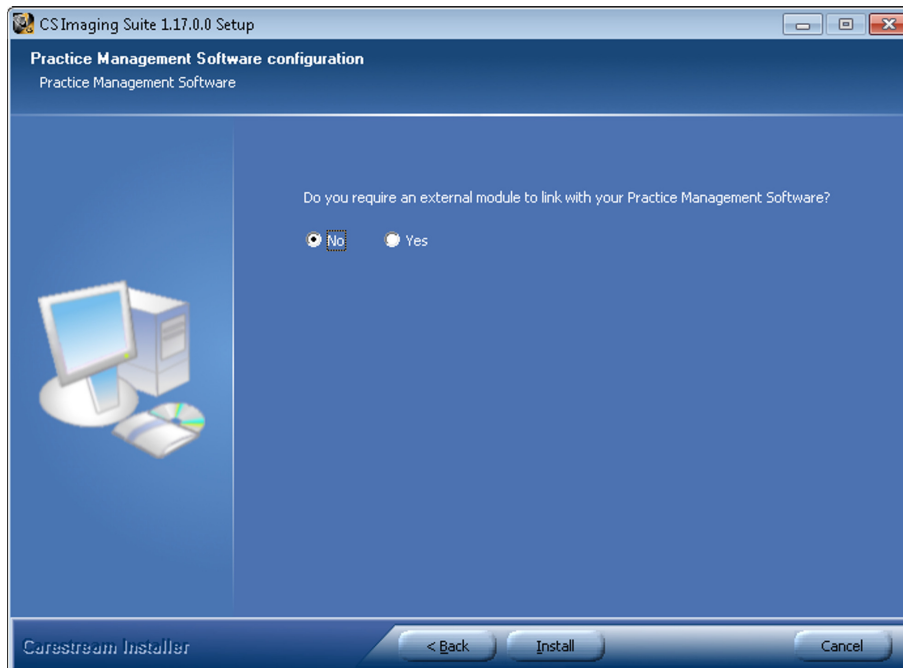 CS Imaging Suite 1.17.0.0 Setup
Practice Management Software configuration
Practice Management Software
Do you require an external module to link with your Practice Management Software?
No Yes
Carestream Installer
< Back Install Cancel